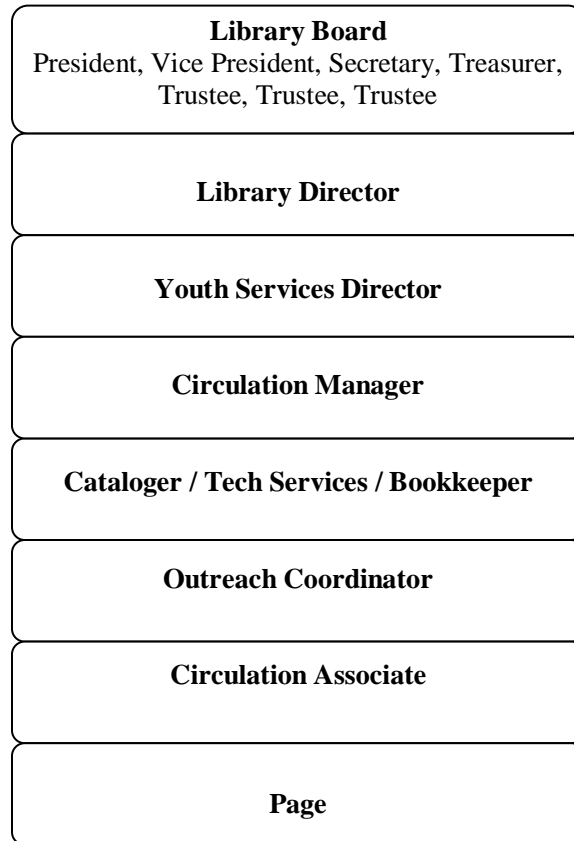 Library Board
President, Vice President, Secretary, Treasurer,
Trustee, Trustee, Trustee
Library Director
Youth Services Director
Circulation Manager
Cataloger / Tech Services / Bookkeeper
Outreach Coordinator
Circulation Associate
Page